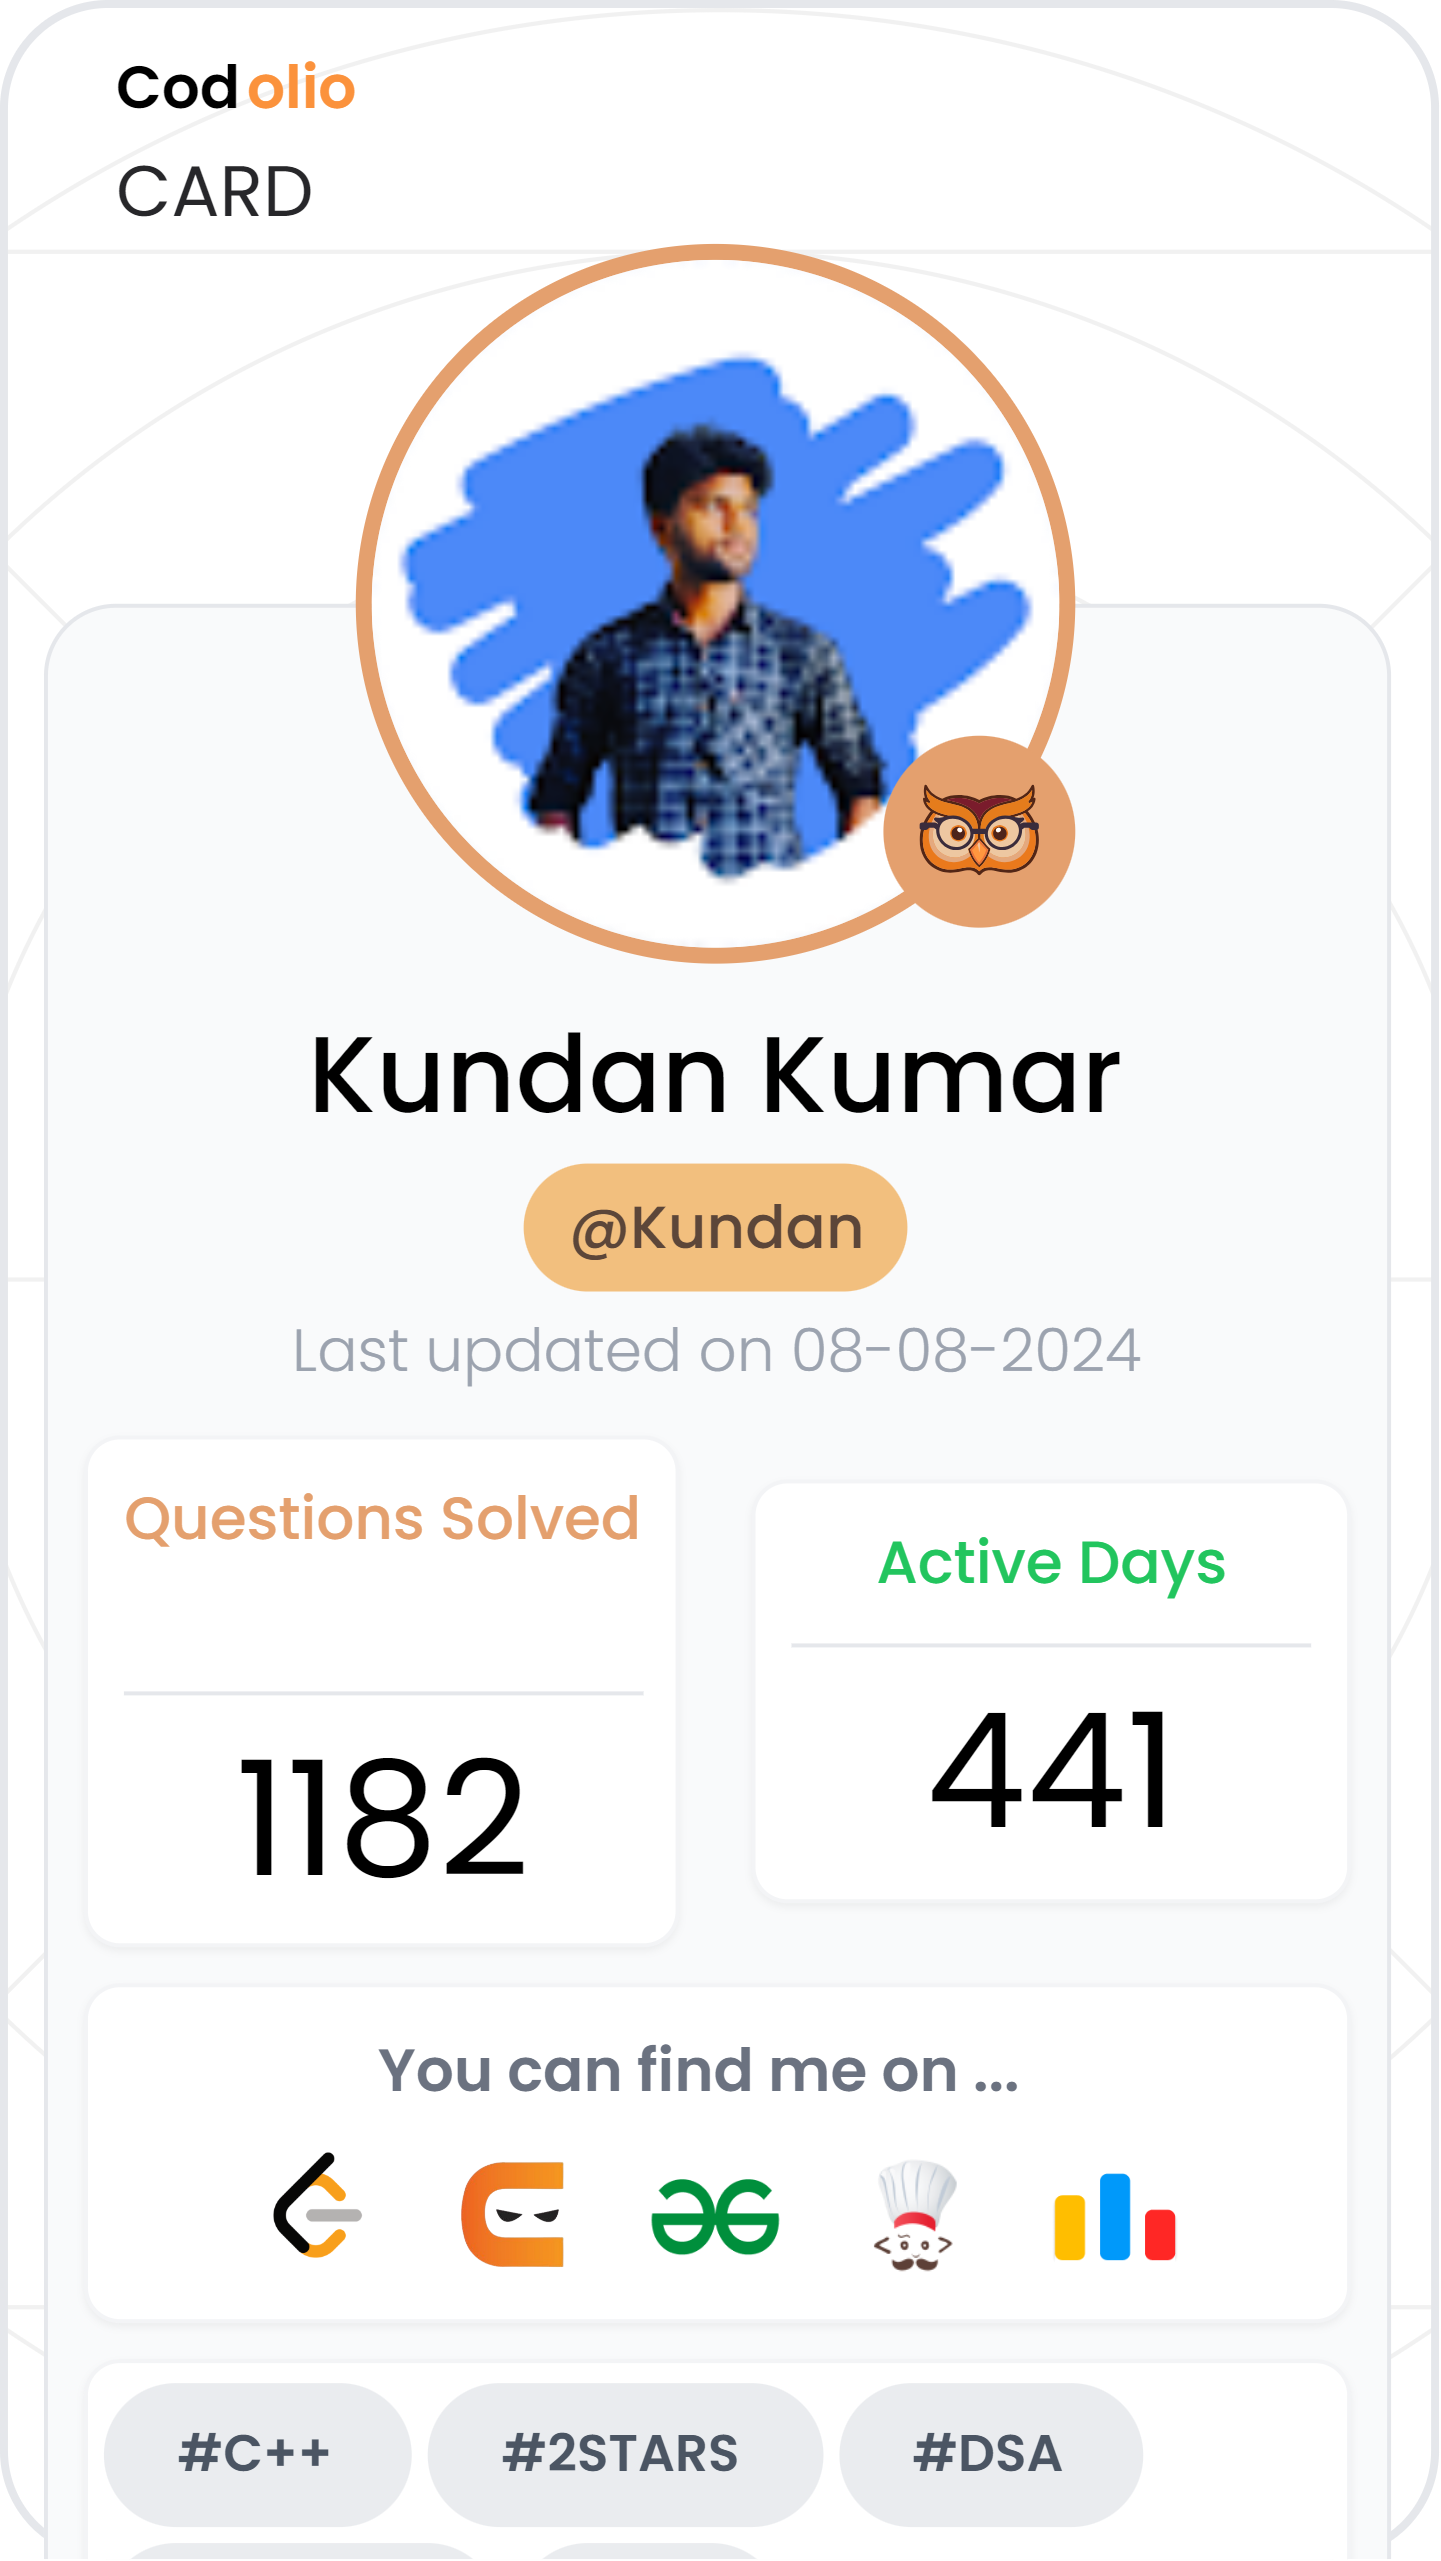 Codolio
CARD
Kundan Kumar
@Kundan
Last updated on 08-08-2024
Questions Solved
Active Days
1182
441
You can find me on ...
#C++ #2STARS #DSA